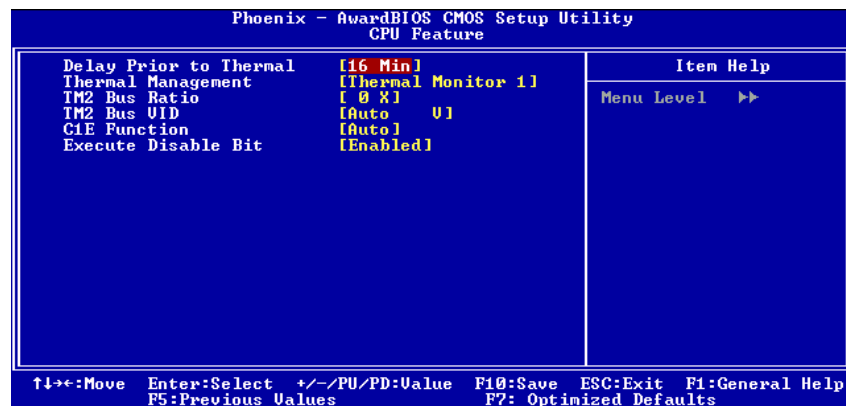 Phoenix - AwardBIOS CMOS Setup Utility
CPU Feature
Delay Prior to Thermal [16 Min]
Thermal Management [Thermal Monitor 1]
TM2 Bus Ratio [ 0 X]
TM2 Bus VID [Auto V]
C1E Function [Auto]
Execute Disable Bit [Enabled]
Item Help
Menu Level ▶▶
↑↓→←:Move Enter:Select +/-/PU/PD:Value F10:Save ESC:Exit F1:General Help
F5:Previous Values F7: Optimized Defaults